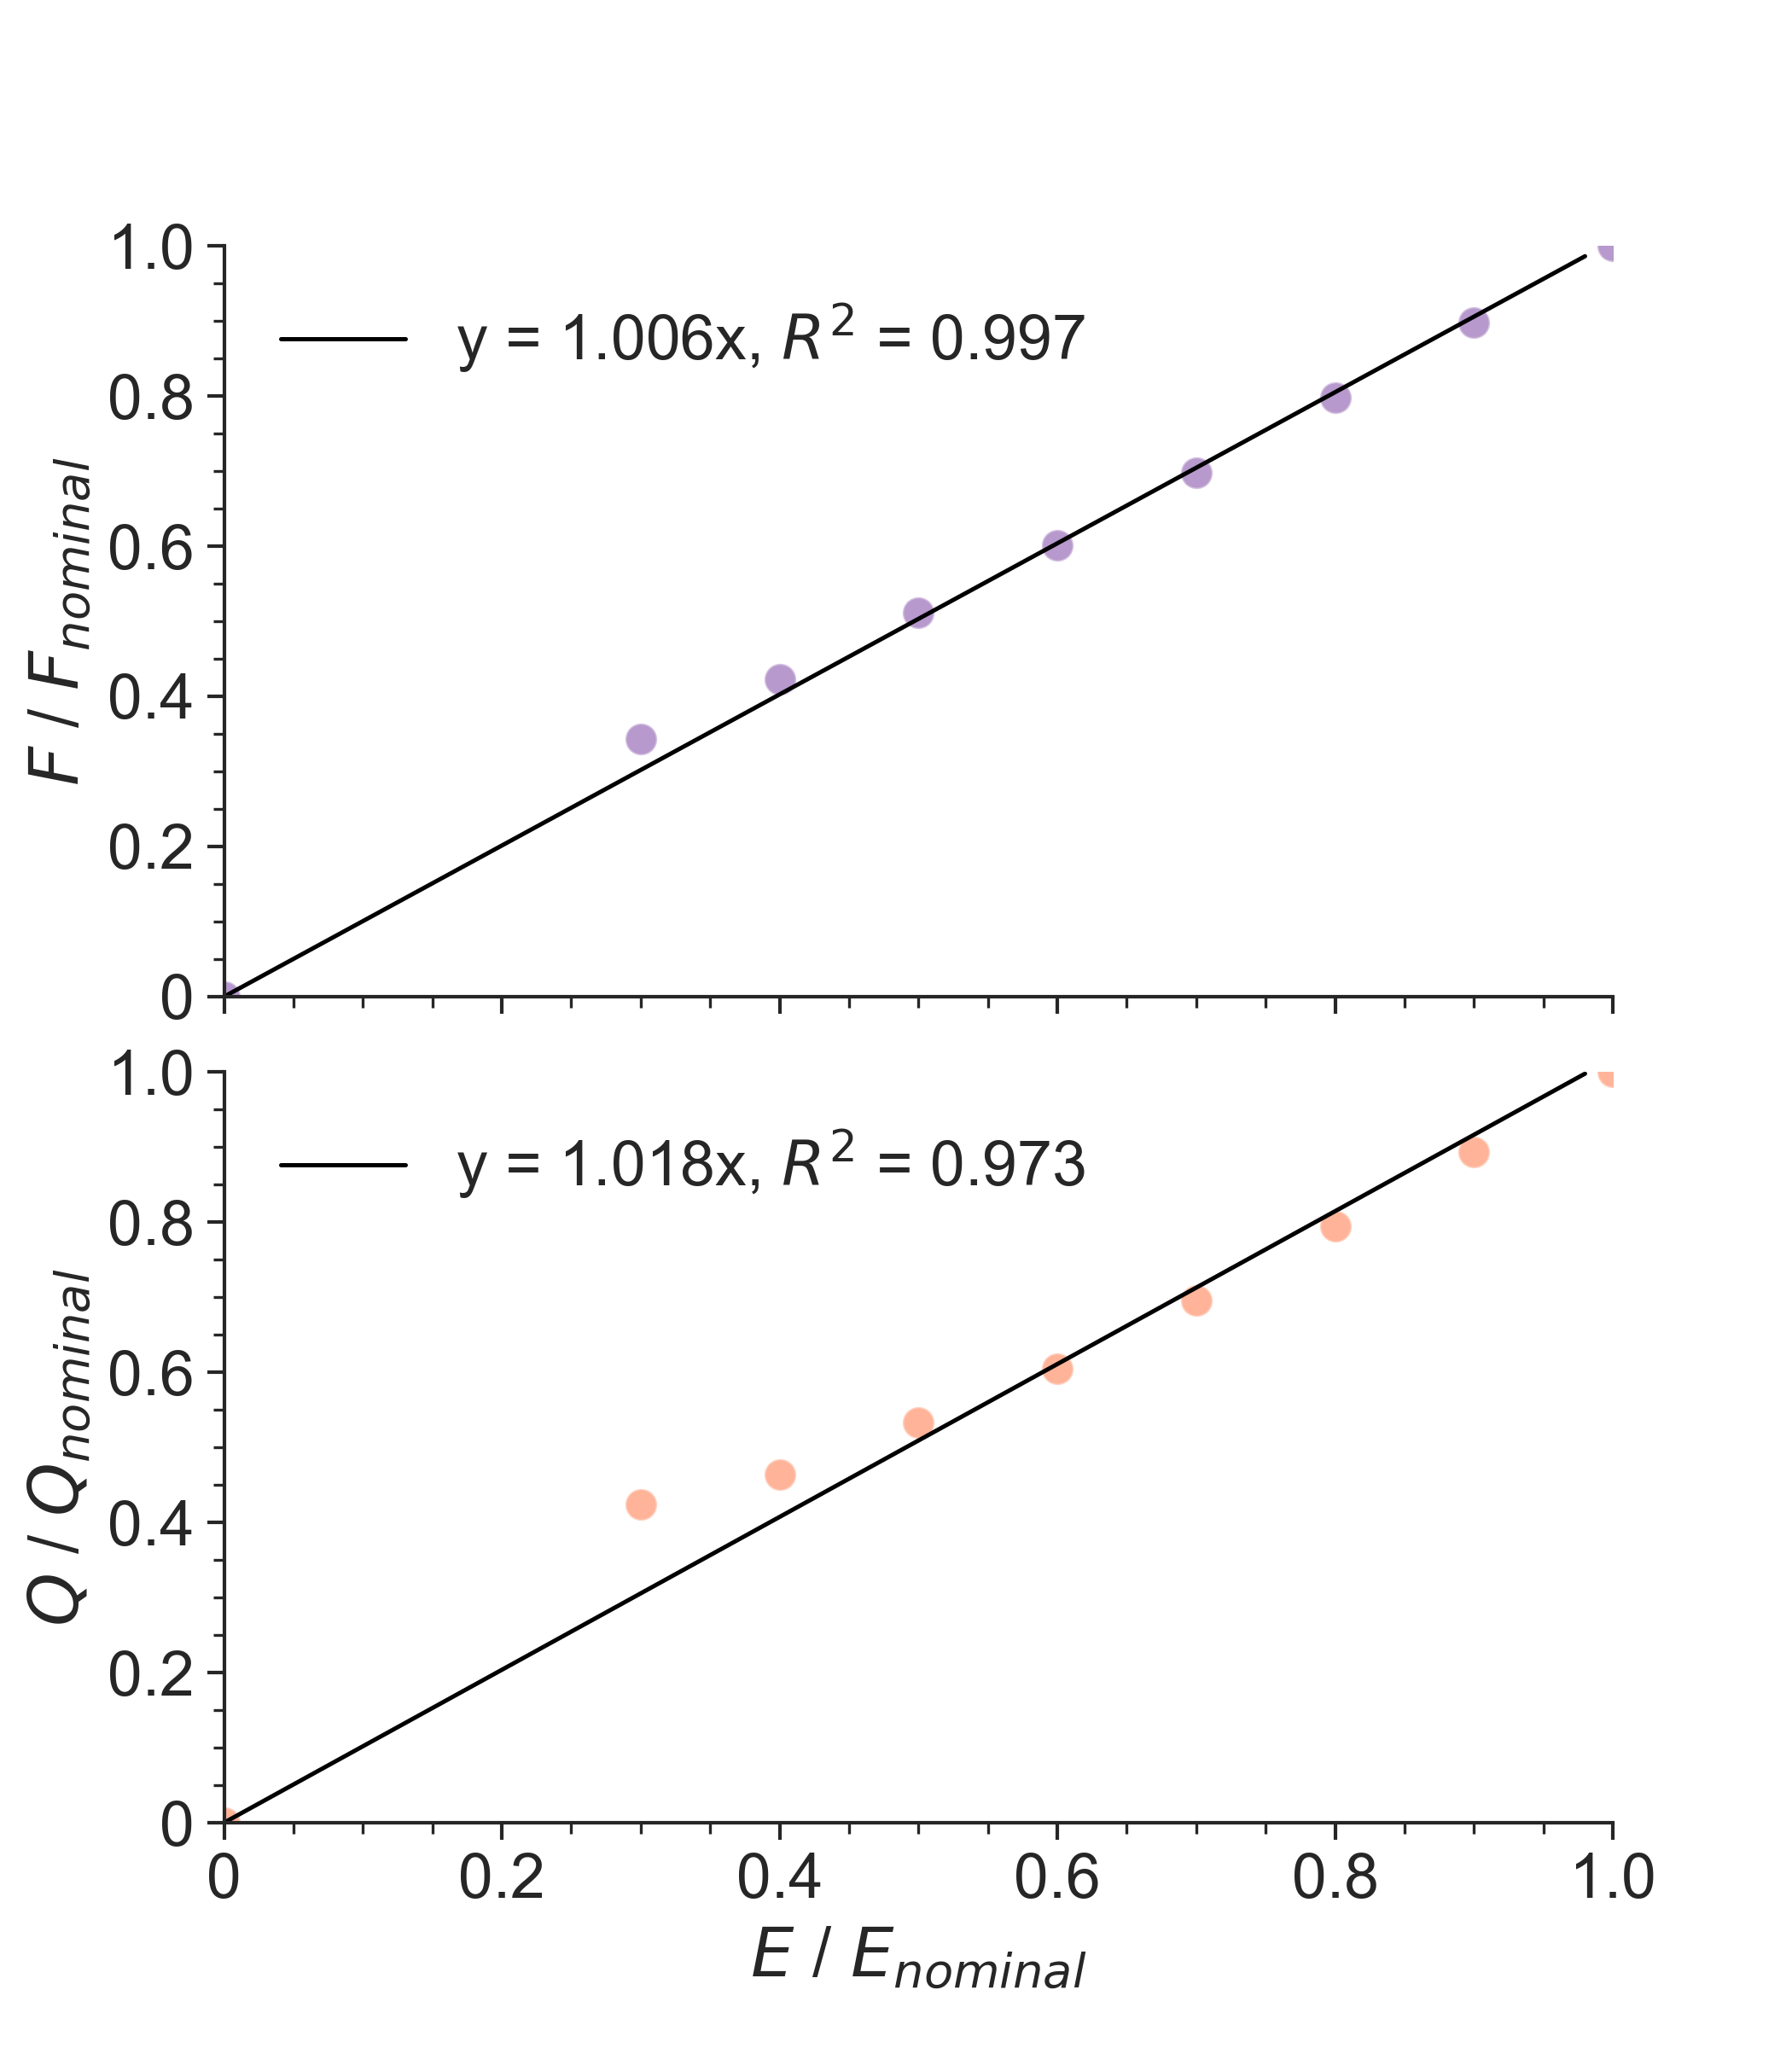 1.0
y = 1.006x, R² = 0.997
0.8
0.6
0.4
0.2
0
F / F_nominal
1.0
y = 1.018x, R² = 0.973
0.8
0.6
0.4
0.2
0
Q / Q_nominal
0 0.2 0.4 0.6 0.8 1.0
E / E_nominal